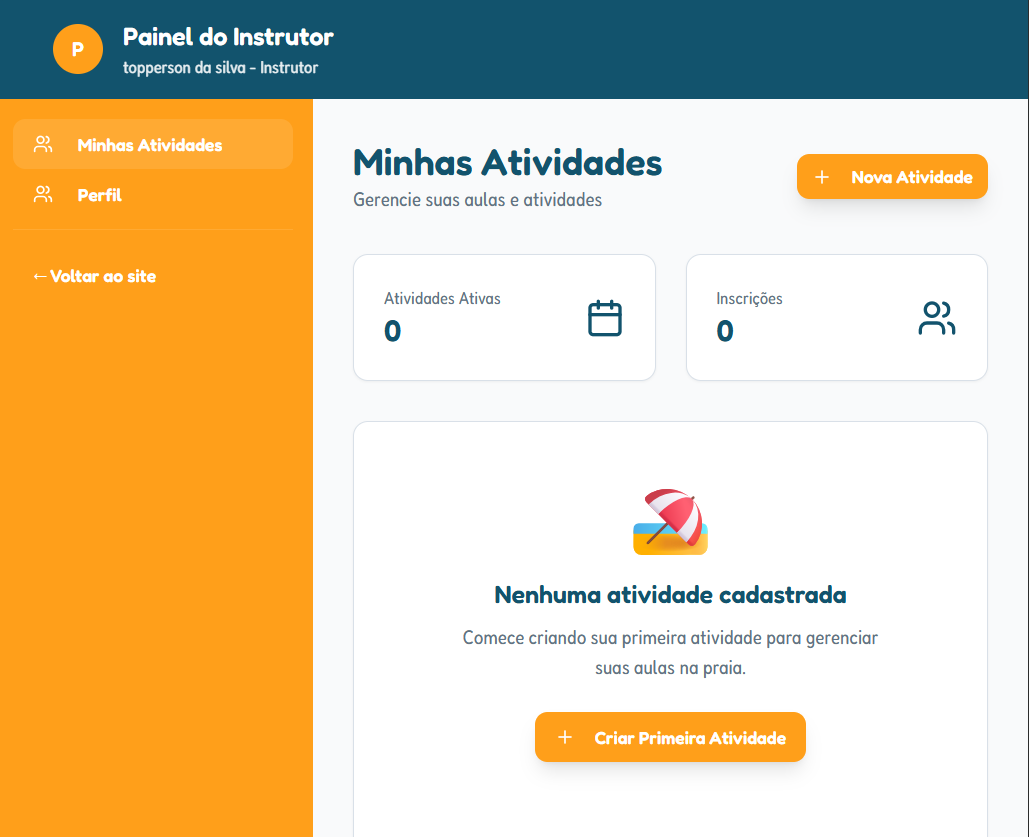 P
Painel do Instrutor
topperson da silva - Instrutor
Minhas Atividades
Perfil
←Voltar ao site
Minhas Atividades
Gerencie suas aulas e atividades
+ Nova Atividade
Atividades Ativas
0
Inscrições
0
Nenhuma atividade cadastrada
Comece criando sua primeira atividade para gerenciar
suas aulas na praia.
+ Criar Primeira Atividade